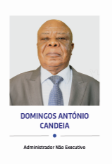 DOMINGOS ANTÓNIO
CANDEIA
Administrador Não Executivo